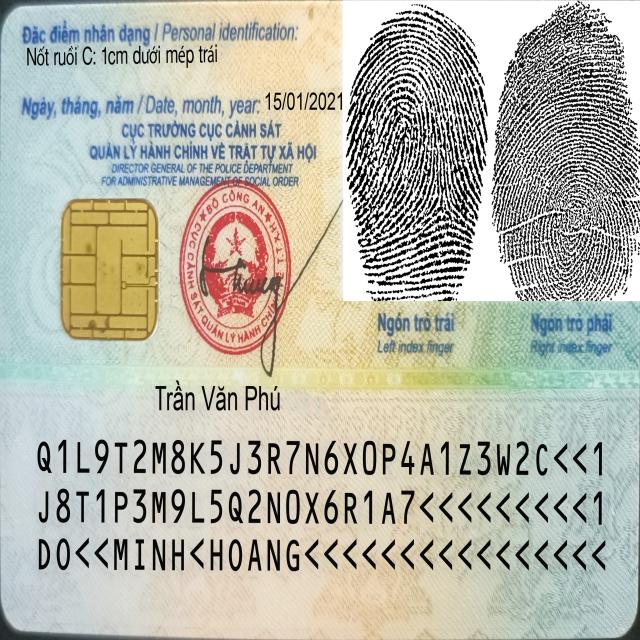 Đặc điểm nhân dạng / Personal identification:
Nốt ruồi C: 1cm dưới mép trái
Ngày, tháng, năm / Date, month, year: 15/01/2021
CỤC TRƯỞNG CỤC CẢNH SÁT
QUẢN LÝ HÀNH CHÍNH VỀ TRẬT TỰ XÃ HỘI
DIRECTOR GENERAL OF THE POLICE DEPARTMENT
FOR ADMINISTRATIVE MANAGEMENT OF SOCIAL ORDER
BỘ CÔNG AN
CỤC CẢNH SÁT QUẢN LÝ HÀNH CHÍNH
Ngón trỏ trái
Left index finger
Ngón trỏ phải
Right index finger
Trần Văn Phú
Q1L9T2M8K5J3R7N6X0P4A1Z3W2C<<1
J8T1P3M9L5Q2N0X6R1A7<<<<<<<<<1
DO<<MINH<HOANG<<<<<<<<<<<<<<<<